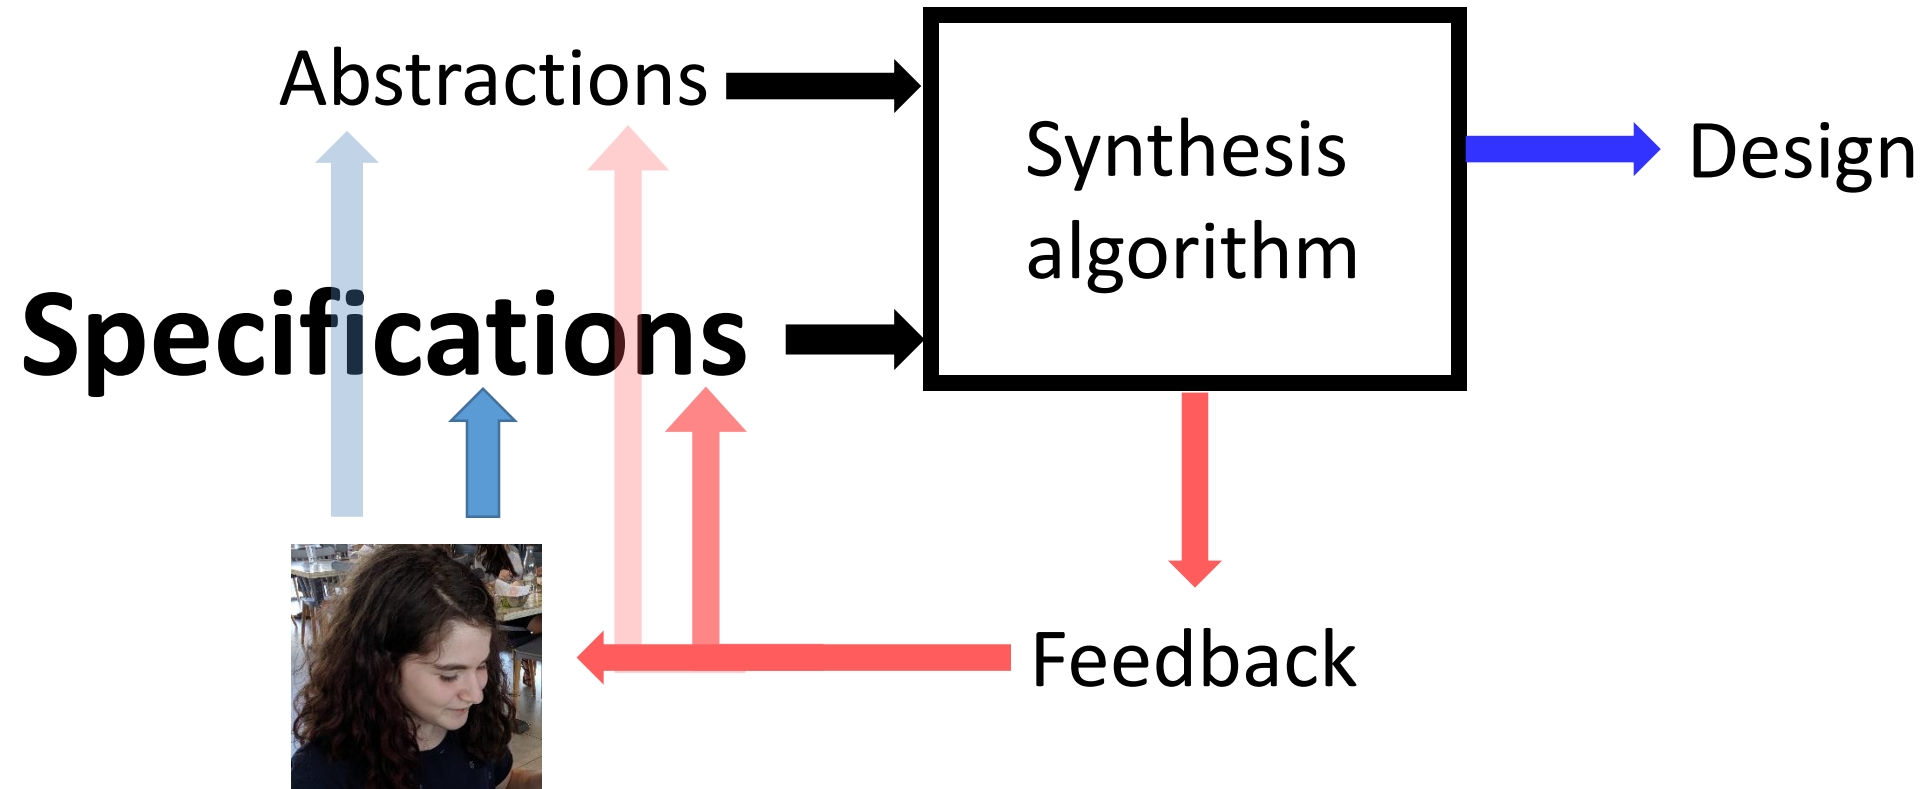 Abstractions
Synthesis
algorithm
Design
Specifications
Feedback